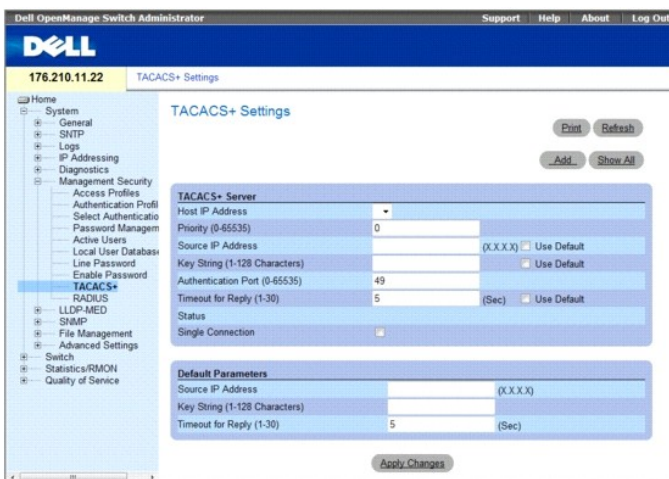 Dell OpenManage Switch Administrator
Support Help About Log Out
DELL
176.210.11.22
TACACS+ Settings
Home
System
General
SNTP
Logs
IP Addressing
Diagnostics
Management Security
Access Profiles
Authentication Profil
Select Authenticatio
Password Managem
Active Users
Local User Database
Line Password
Enable Password
TACACS+
RADIUS
LLDP-MED
SNMP
File Management
Advanced Settings
Switch
Statistics/RMON
Quality of Service
TACACS+ Settings
Print Refresh
Add Show All
TACACS+ Server
Host IP Address
Priority (0-65535) 0
Source IP Address (X.X.X.X) Use Default
Key String (1-128 Characters) Use Default
Authentication Port (0-65535) 49
Timeout for Reply (1-30) 5 (Sec) Use Default
Status
Single Connection
Default Parameters
Source IP Address (X.X.X.X)
Key String (1-128 Characters)
Timeout for Reply (1-30) 5 (Sec)
Apply Changes